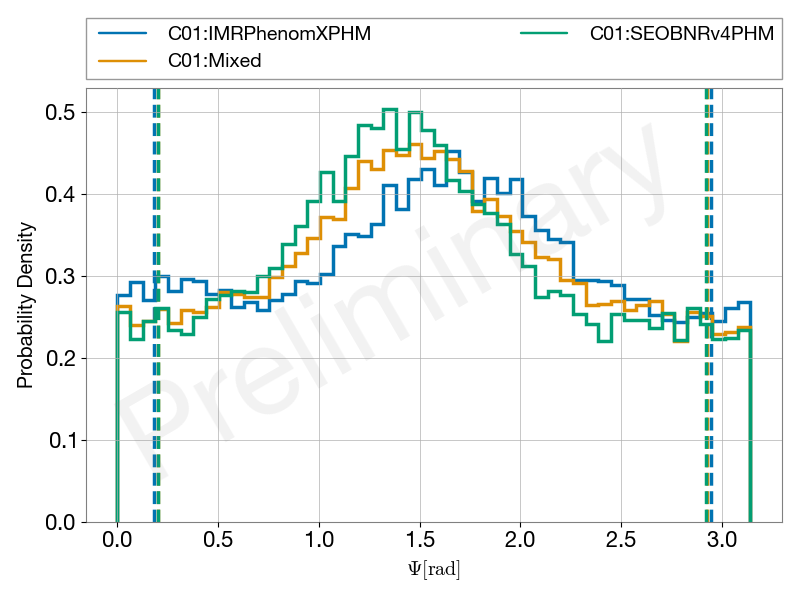 C01:IMRPhenomXPHM
C01:Mixed
C01:SEOBNRv4PHM
Probability Density
0.5
0.4
0.3
0.2
0.1
0.0
Preliminary
0.0 0.5 1.0 1.5 2.0 2.5 3.0
Ψ[rad]